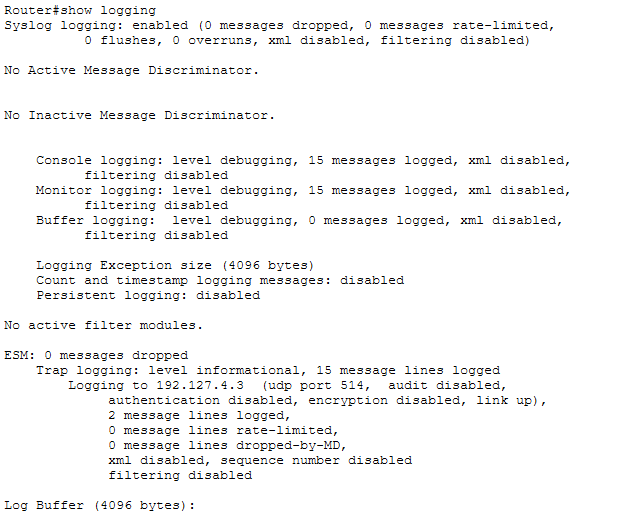 Router#show logging
Syslog logging: enabled (0 messages dropped, 0 messages rate-limited,
0 flushes, 0 overruns, xml disabled, filtering disabled)
No Active Message Discriminator.
No Inactive Message Discriminator.
Console logging: level debugging, 15 messages logged, xml disabled,
filtering disabled
Monitor logging: level debugging, 15 messages logged, xml disabled,
filtering disabled
Buffer logging:  level debugging, 0 messages logged, xml disabled,
filtering disabled
Logging Exception size (4096 bytes)
Count and timestamp logging messages: disabled
Persistent logging: disabled
No active filter modules.
ESM: 0 messages dropped
Trap logging: level informational, 15 message lines logged
Logging to 192.127.4.3  (udp port 514,  audit disabled,
authentication disabled, encryption disabled, link up),
2 message lines logged,
0 message lines rate-limited,
0 message lines dropped-by-MD,
xml disabled, sequence number disabled
filtering disabled
Log Buffer (4096 bytes):